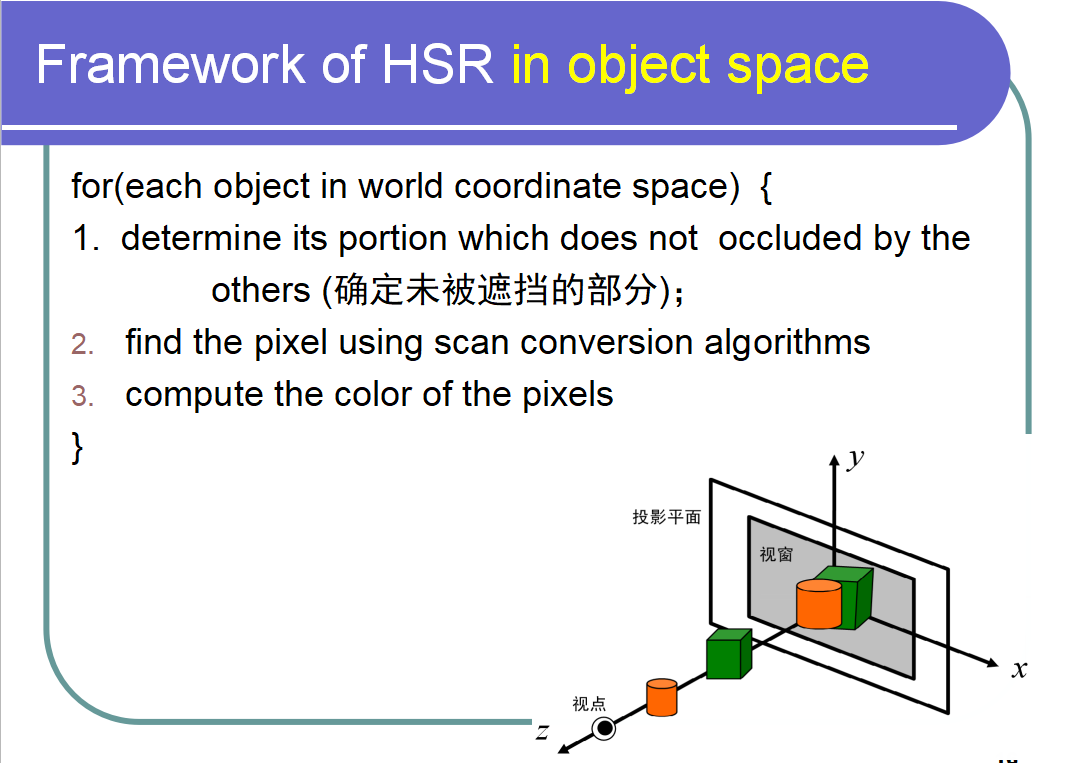 Framework of HSR in object space
for(each object in world coordinate space) {
1. determine its portion which does not occluded by the
others (确定未被遮挡的部分)；
2. find the pixel using scan conversion algorithms
3. compute the color of the pixels
}
y
投影平面
视窗
x
视点
z